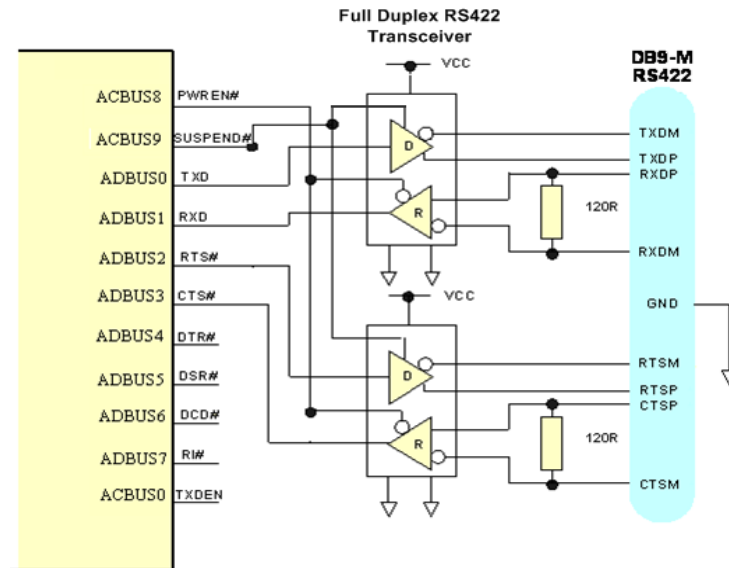 Full Duplex RS422
Transceiver
VCC
DB9-M
RS422
ACBUS8 PWREN#
ACBUS9 SUSPEND#
ADBUS0 TXD
ADBUS1 RXD
ADBUS2 RTS#
ADBUS3 CTS#
ADBUS4 DTR#
ADBUS5 DSR#
ADBUS6 DCD#
ADBUS7 RI#
ACBUS0 TXDEN
D
R
120R
TXDM
TXDP
RXDP
RXDM
GND
VCC
D
R
120R
RTSM
RTSP
CTSP
CTSM